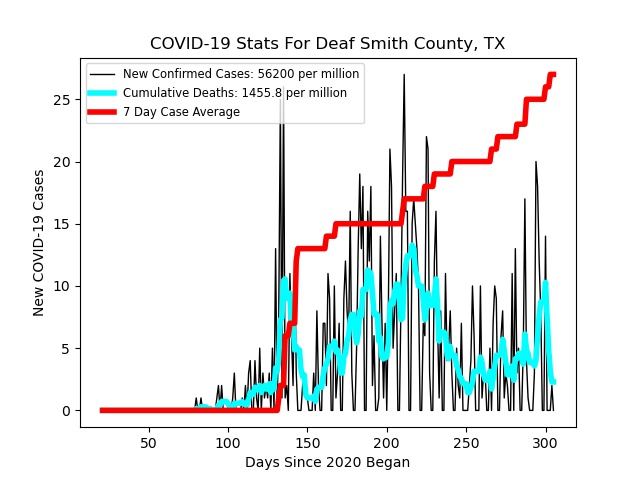 COVID-19 Stats For Deaf Smith County, TX
New Confirmed Cases: 56200 per million
Cumulative Deaths: 1455.8 per million
7 Day Case Average
New COVID-19 Cases
25
20
15
10
5
0
50 100 150 200 250 300
Days Since 2020 Began